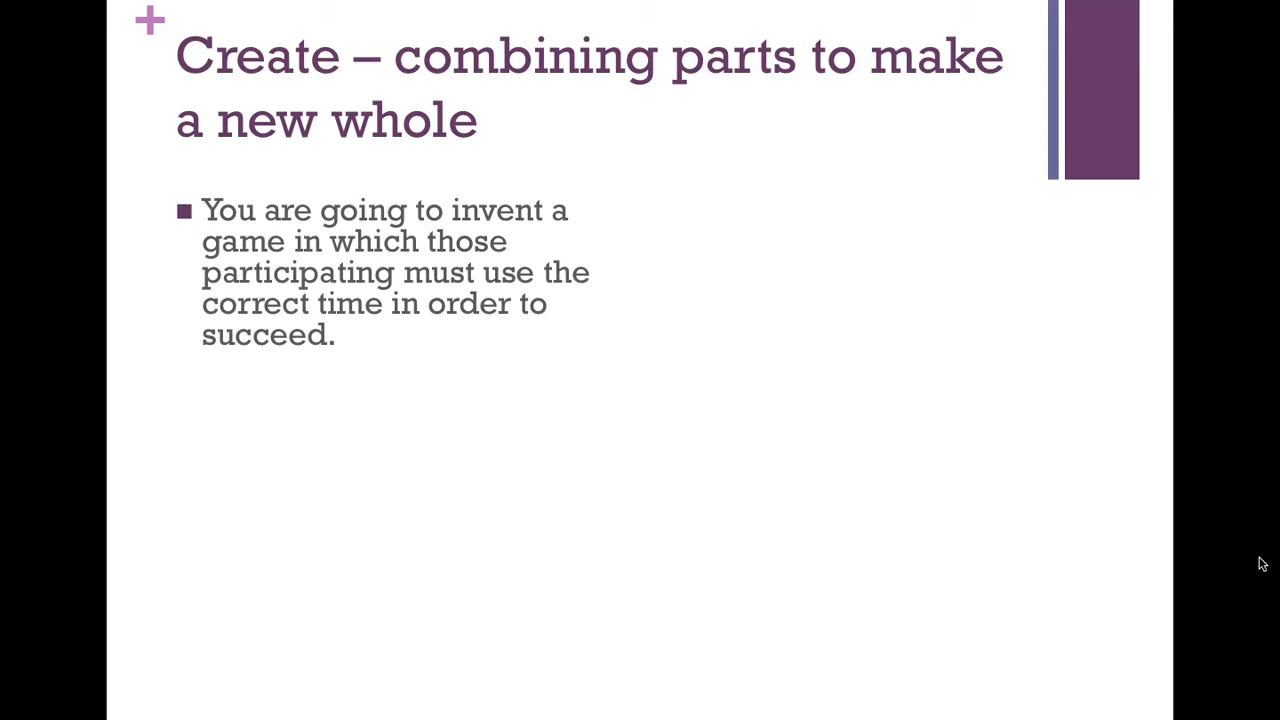 +
Create – combining parts to make
a new whole
■ You are going to invent a
game in which those
participating must use the
correct time in order to
succeed.